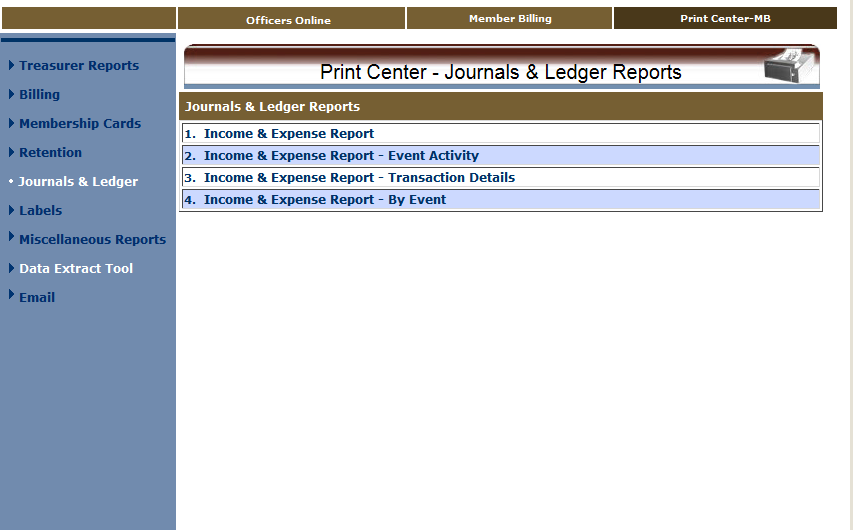 Officers Online
Member Billing
Print Center-MB
Treasurer Reports
Billing
Membership Cards
Retention
Journals & Ledger
Labels
Miscellaneous Reports
Data Extract Tool
Email
Print Center - Journals & Ledger Reports
Journals & Ledger Reports
1. Income & Expense Report
2. Income & Expense Report - Event Activity
3. Income & Expense Report - Transaction Details
4. Income & Expense Report - By Event